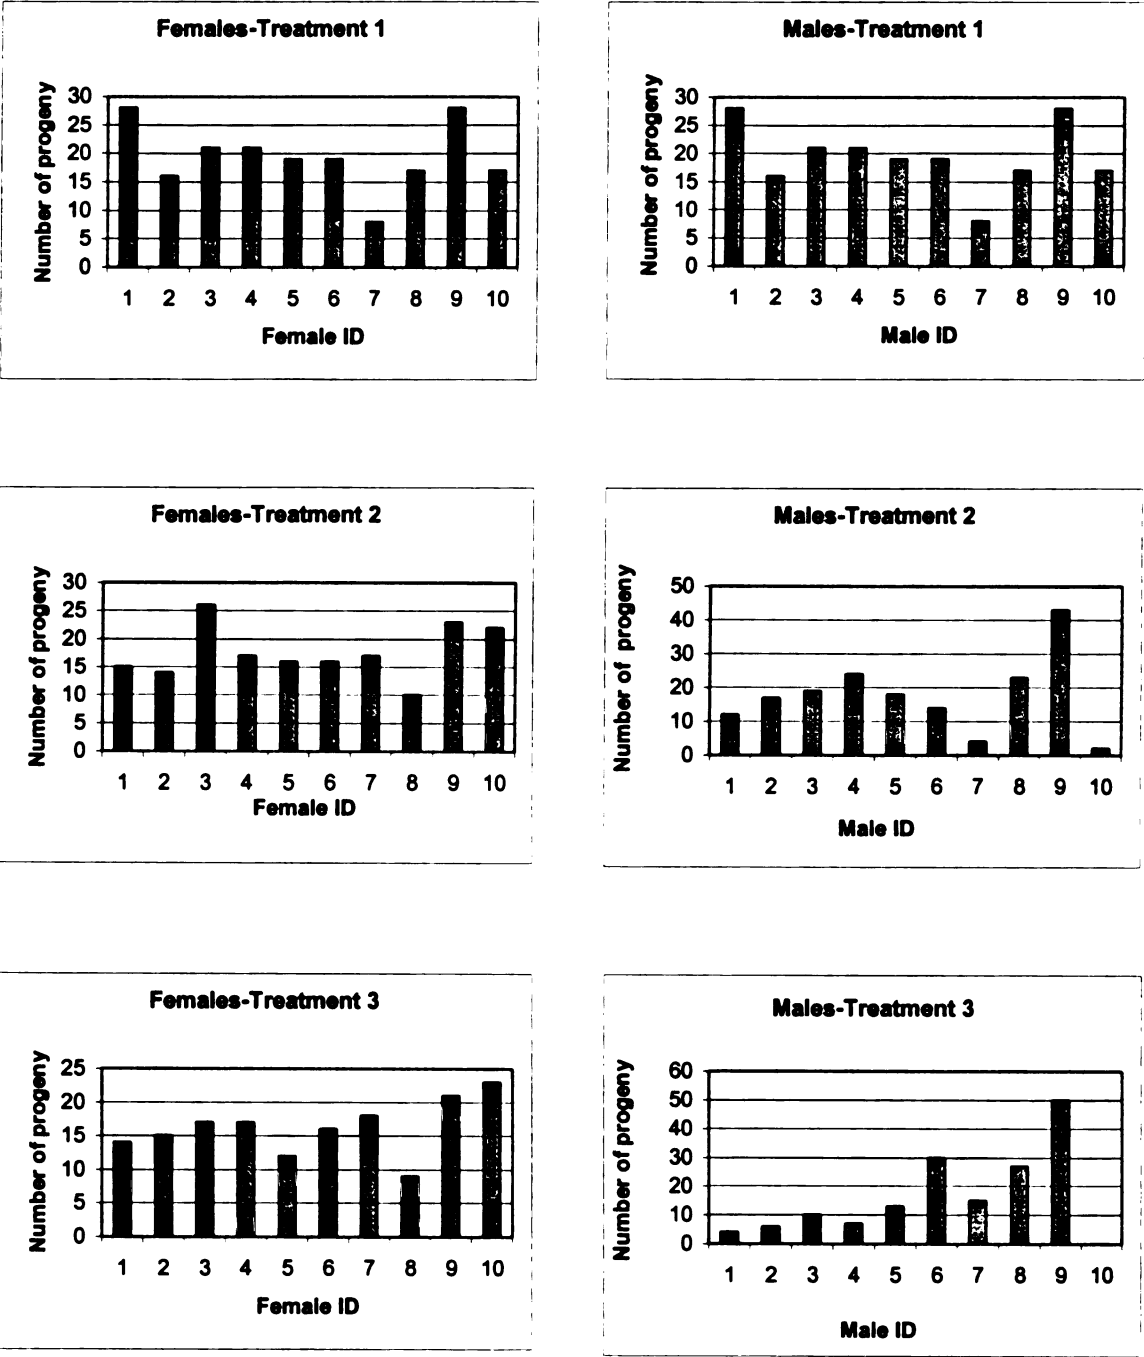 Females-Treatment 1
Number of progeny
30
25
20
15
10
5
0
1 2 3 4 5 6 7 8 9 10
Female ID
Males-Treatment 1
Number of progeny
30
25
20
15
10
5
0
1 2 3 4 5 6 7 8 9 10
Male ID
Females-Treatment 2
Number of progeny
30
25
20
15
10
5
0
1 2 3 4 5 6 7 8 9 10
Female ID
Males-Treatment 2
Number of progeny
50
40
30
20
10
0
1 2 3 4 5 6 7 8 9 10
Male ID
Females-Treatment 3
Number of progeny
25
20
15
10
5
0
1 2 3 4 5 6 7 8 9 10
Female ID
Males-Treatment 3
Number of progeny
60
50
40
30
20
10
0
1 2 3 4 5 6 7 8 9 10
Male ID